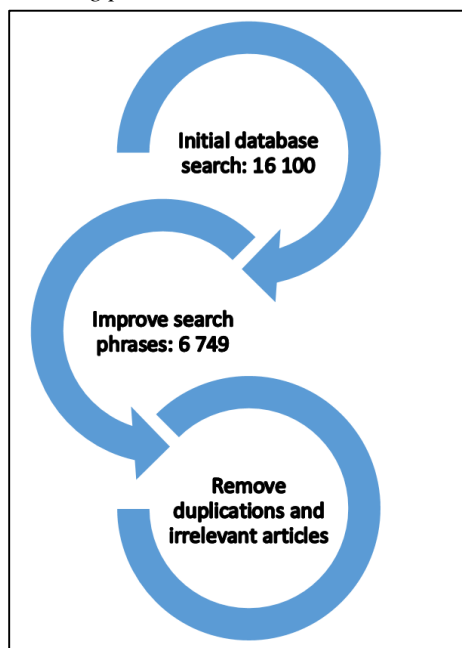 Initial database
search: 16 100
Improve search
phrases: 6 749
Remove
duplications and
irrelevant articles